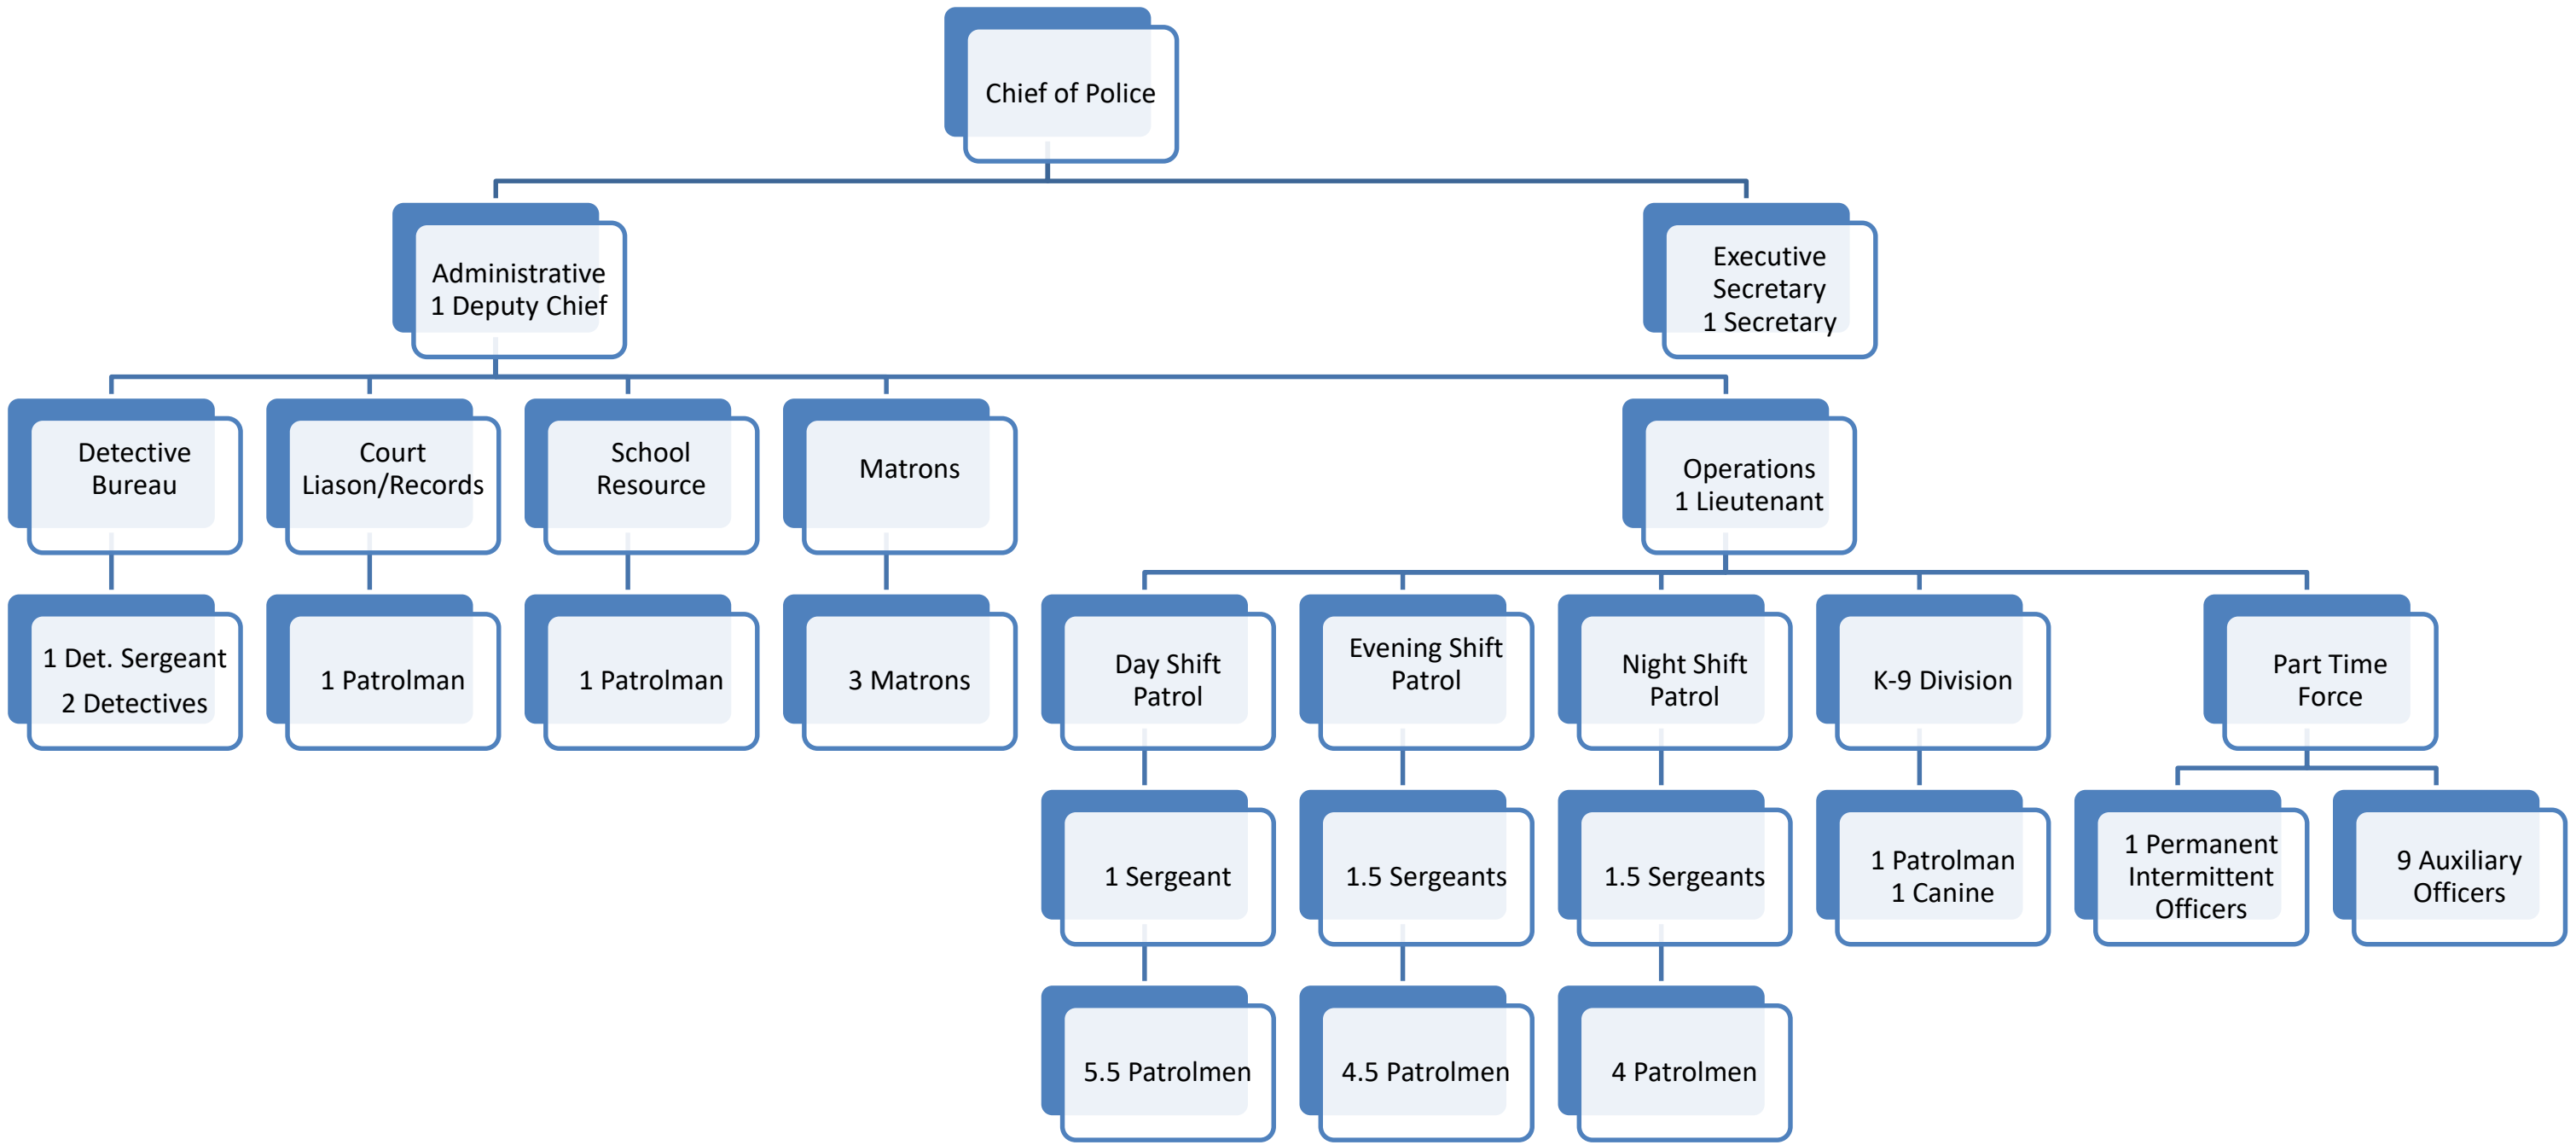 Chief of Police
Administrative
1 Deputy Chief
Executive
Secretary
1 Secretary
Detective
Bureau
Court
Liason/Records
School
Resource
Matrons
Operations
1 Lieutenant
1 Det. Sergeant
2 Detectives
1 Patrolman
1 Patrolman
3 Matrons
Day Shift
Patrol
Evening Shift
Patrol
Night Shift
Patrol
K-9 Division
Part Time
Force
1 Sergeant
1.5 Sergeants
1.5 Sergeants
1 Patrolman
1 Canine
1 Permanent
Intermittent
Officers
9 Auxiliary
Officers
5.5 Patrolmen
4.5 Patrolmen
4 Patrolmen